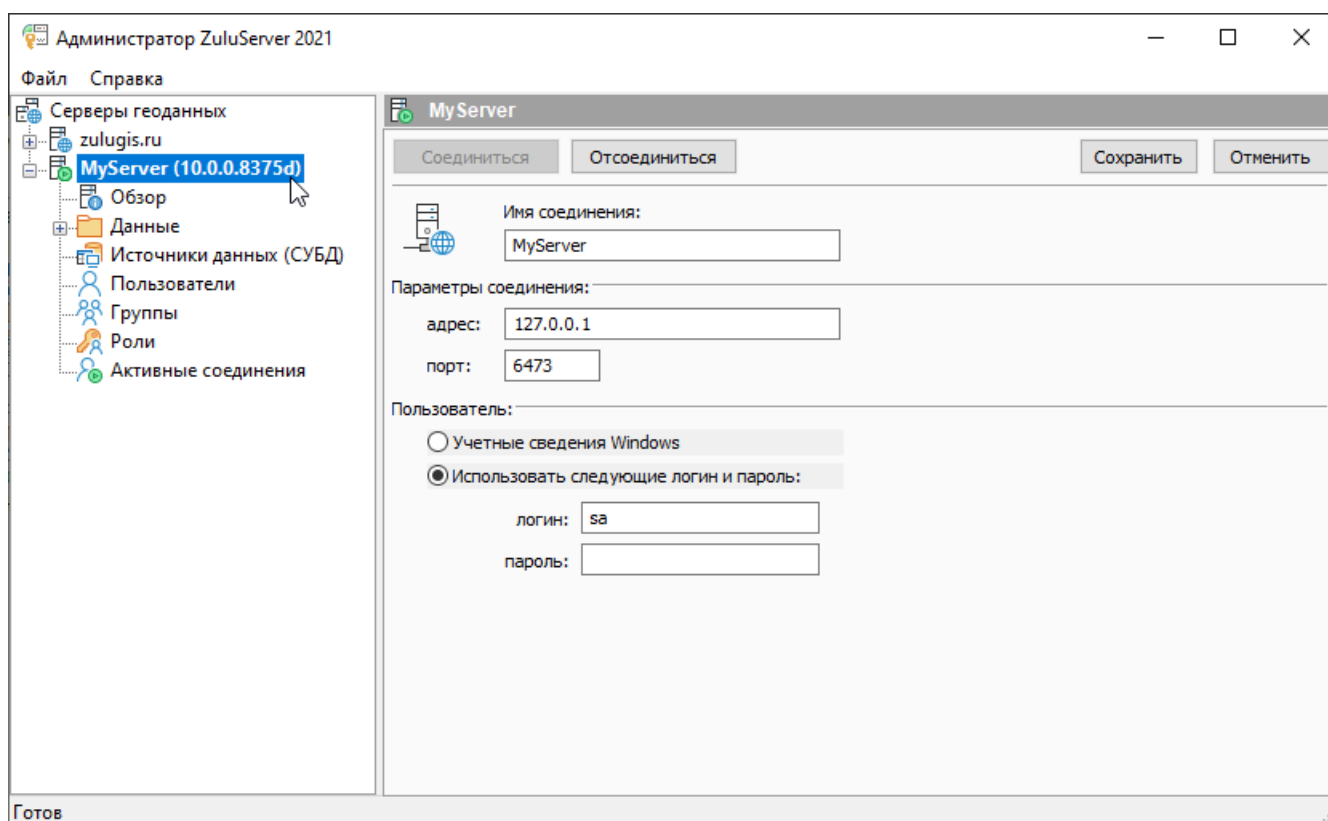 Администратор ZuluServer 2021
Файл Справка
Серверы геоданных
zulugis.ru
MyServer (10.0.0.8375d)
Обзор
Данные
Источники данных (СУБД)
Пользователи
Группы
Роли
Активные соединения
MyServer
Соединиться Отсоединиться Сохранить Отменить
Имя соединения:
MyServer
Параметры соединения:
адрес: 127.0.0.1
порт: 6473
Пользователь:
Учетные сведения Windows
Использовать следующие логин и пароль:
логин: sa
пароль:
Готов